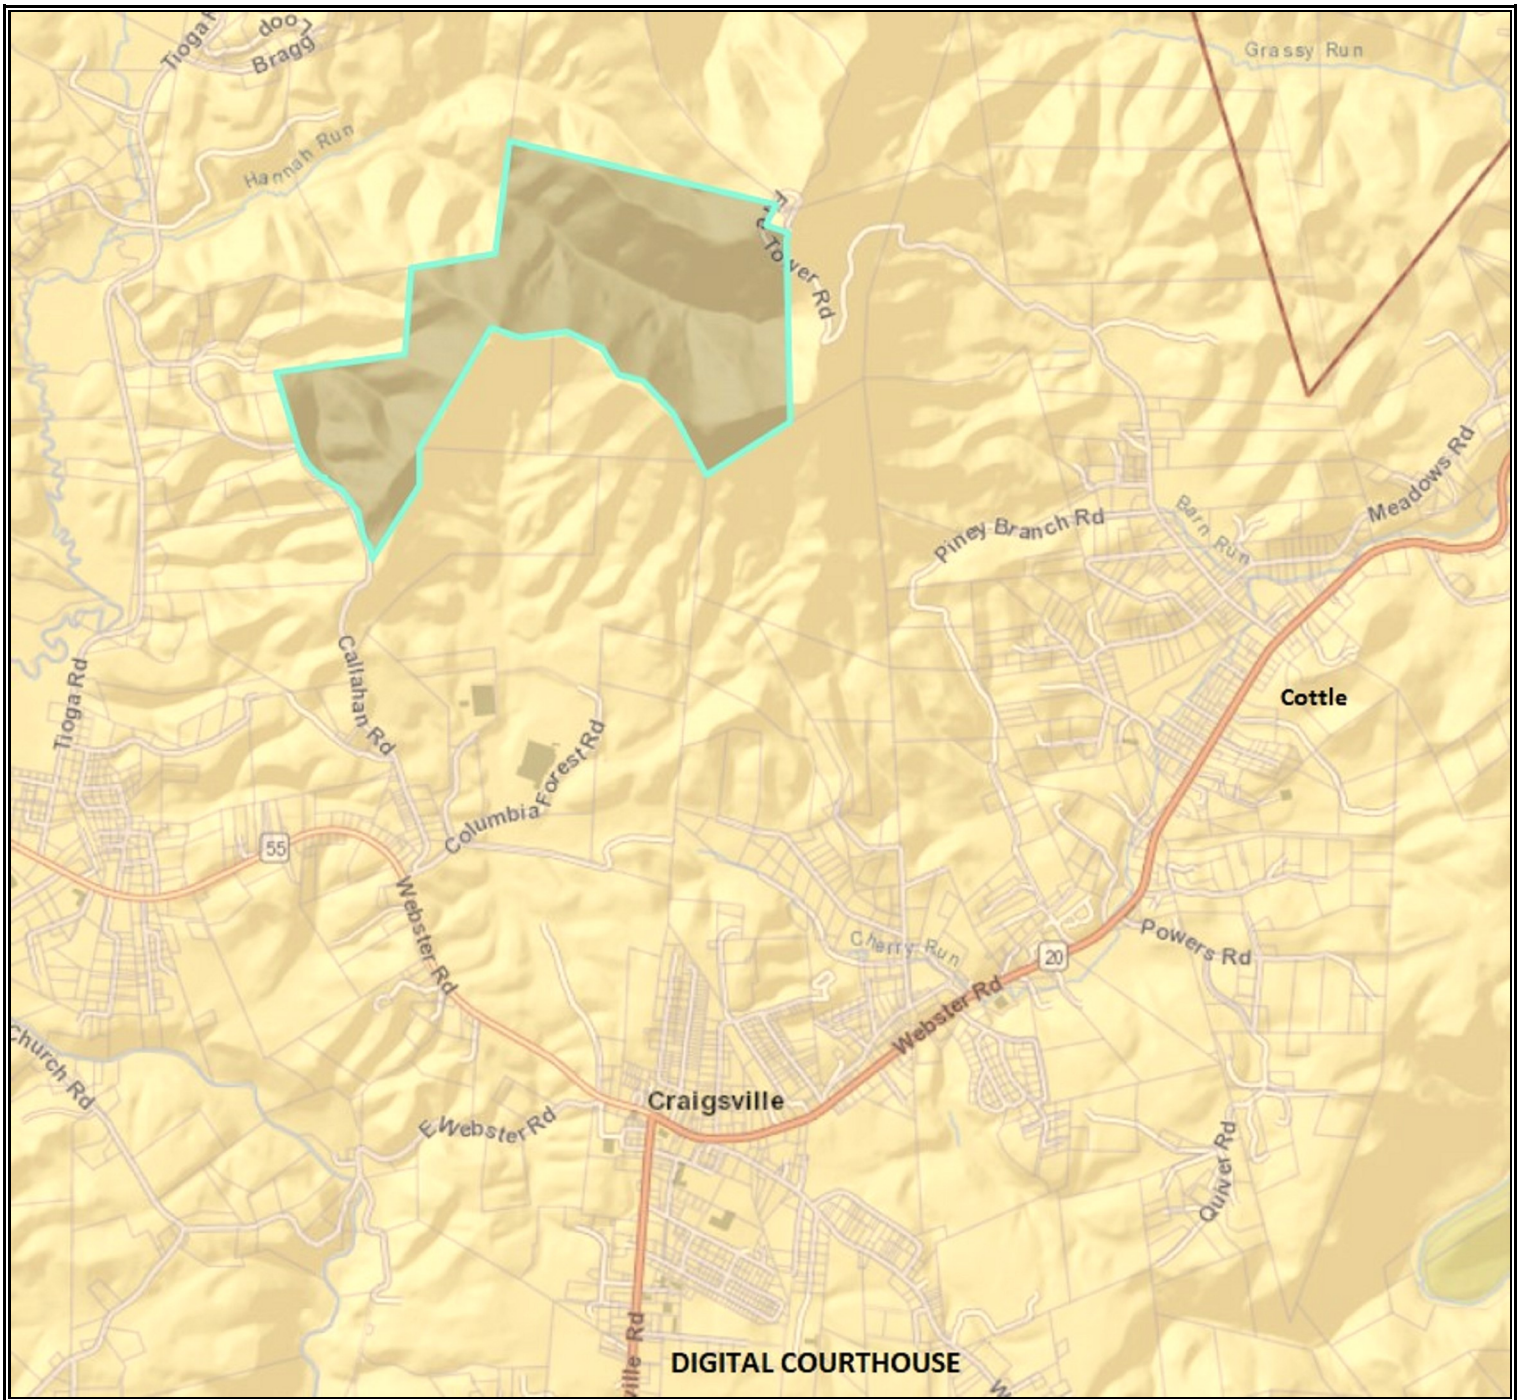 Tioga
doo
Bragg
Grassy Run
Hannah Run
Tower Rd
Meadows Rd
Piney Branch Rd
Barn Run
Callahan Rd
Tioga Rd
Cottle
Columbia Forest Rd
55
Webster Rd
Cherry Run
20
Powers Rd
Webster Rd
Church Rd
Craigsville
E Webster Rd
Quiver Rd
ville Rd
DIGITAL COURTHOUSE
W